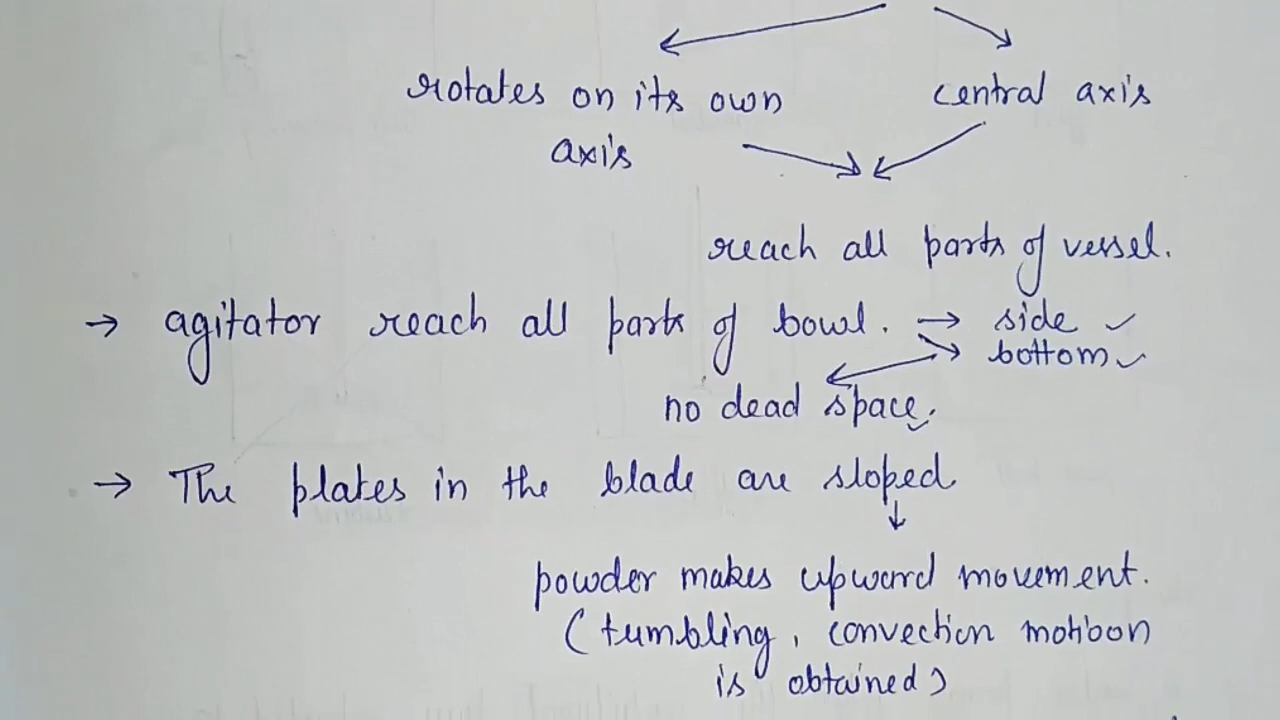 rotates on its own central axis
axis
reach all parts of vessel.
→ agitator reach all parts of bowl. → side ✓
→ bottom ✓
no dead space.
→ The plates in the blade are sloped
↓
powder makes upward movement.
(tumbling, convection motion
is obtained)